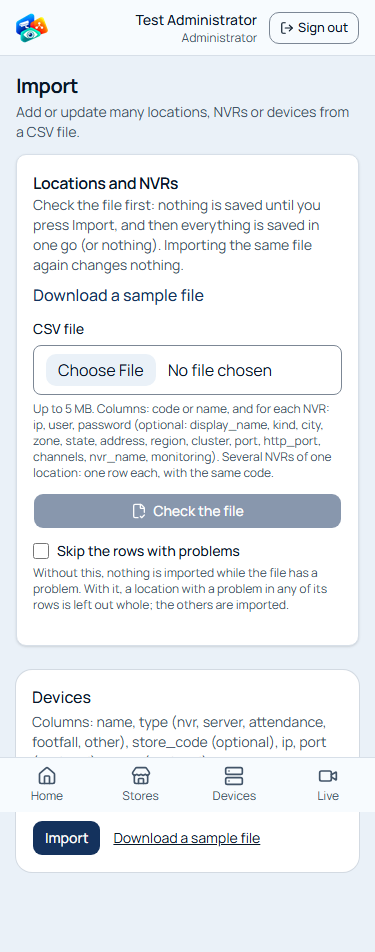 Test Administrator
Administrator
Sign out
Import
Add or update many locations, NVRs or devices from
a CSV file.
Locations and NVRs
Check the file first: nothing is saved until you
press Import, and then everything is saved in
one go (or nothing). Importing the same file
again changes nothing.
Download a sample file
CSV file
Choose File No file chosen
Up to 5 MB. Columns: code or name, and for each NVR:
ip, user, password (optional: display_name, kind, city,
zone, state, address, region, cluster, port, http_port,
channels, nvr_name, monitoring). Several NVRs of one
location: one row each, with the same code.
Check the file
Skip the rows with problems
Without this, nothing is imported while the file has a
problem. With it, a location with a problem in any of its
rows is left out whole; the others are imported.
Devices
Columns: name, type (nvr, server, attendance,
footfall, other), store_code (optional), ip, port
Home Stores Devices Live
Import Download a sample file